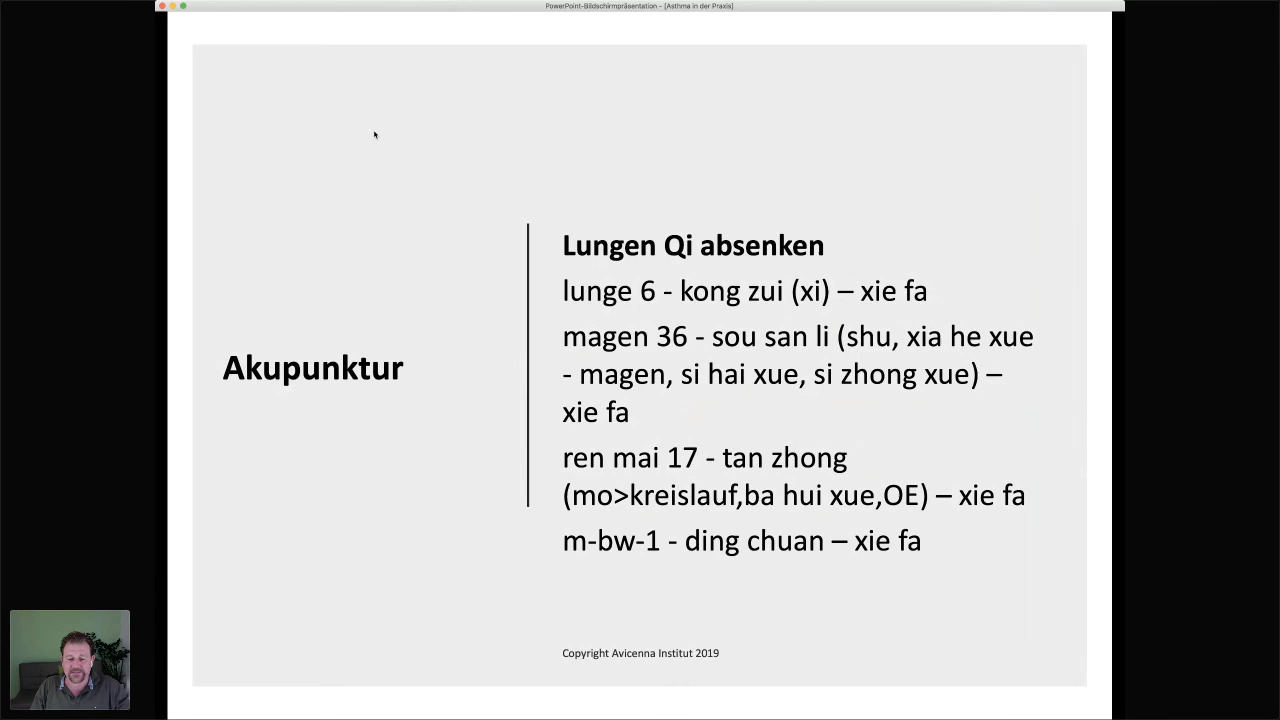 PowerPoint-Bildschirmpräsentation - [Asthma in der Praxis]
Akupunktur
Lungen Qi absenken
lunge 6 - kong zui (xi) – xie fa
magen 36 - sou san li (shu, xia he xue
- magen, si hai xue, si zhong xue) –
xie fa
ren mai 17 - tan zhong
(mo>kreislauf,ba hui xue,OE) – xie fa
m-bw-1 - ding chuan – xie fa
Copyright Avicenna Institut 2019